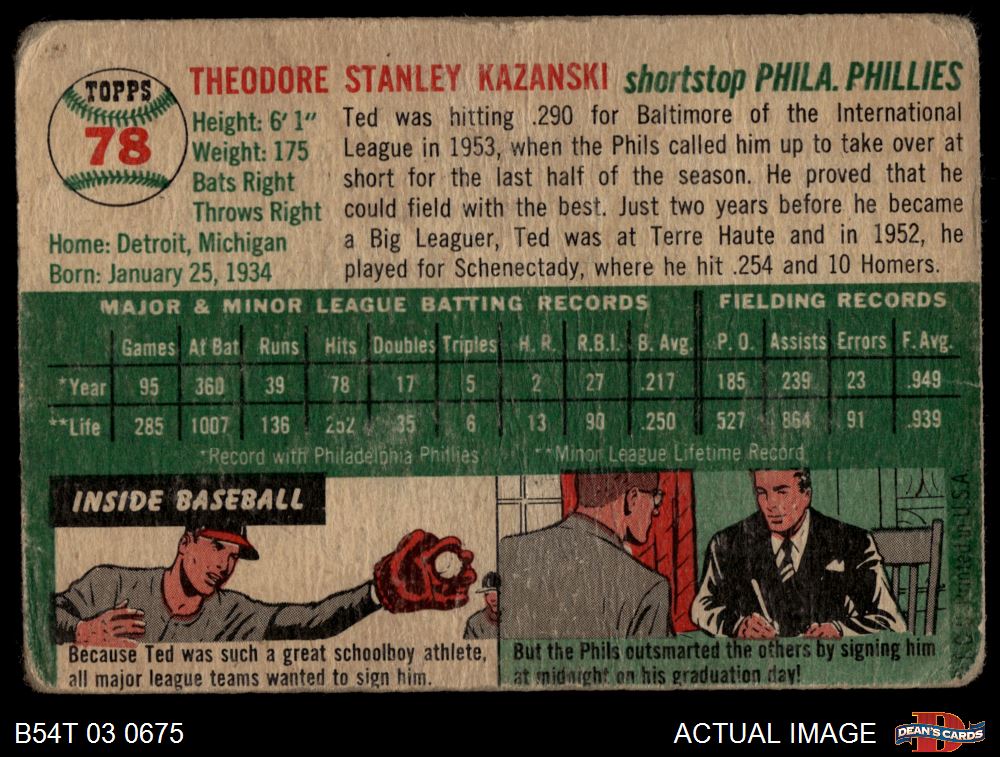 TOPPS
78
THEODORE STANLEY KAZANSKI shortstop PHILA. PHILLIES
Height: 6' 1"
Weight: 175
Bats Right
Throws Right
Home: Detroit, Michigan
Born: January 25, 1934
Ted was hitting .290 for Baltimore of the International
League in 1953, when the Phils called him up to take over at
short for the last half of the season. He proved that he
could field with the best. Just two years before he became
a Big Leaguer, Ted was at Terre Haute and in 1952, he
played for Schenectady, where he hit .254 and 10 Homers.
MAJOR & MINOR LEAGUE BATTING RECORDS FIELDING RECORDS
Games At Bat Runs Hits Doubles Triples H. R. R.B.I. B. Avg. P. O. Assists Errors F. Avg.
*Year 95 360 39 78 17 5 2 27 .217 185 239 23 .949
**Life 285 1007 136 252 35 6 13 90 .250 527 864 91 .939
*Record with Philadelphia Phillies **Minor League Lifetime Record
INSIDE BASEBALL
Because Ted was such a great schoolboy athlete,
all major league teams wanted to sign him.
But the Phils outsmarted the others by signing him
at midnight on his graduation day!
Printed in U.S.A.
B54T 03 0675
ACTUAL IMAGE
DEAN'S CARDS